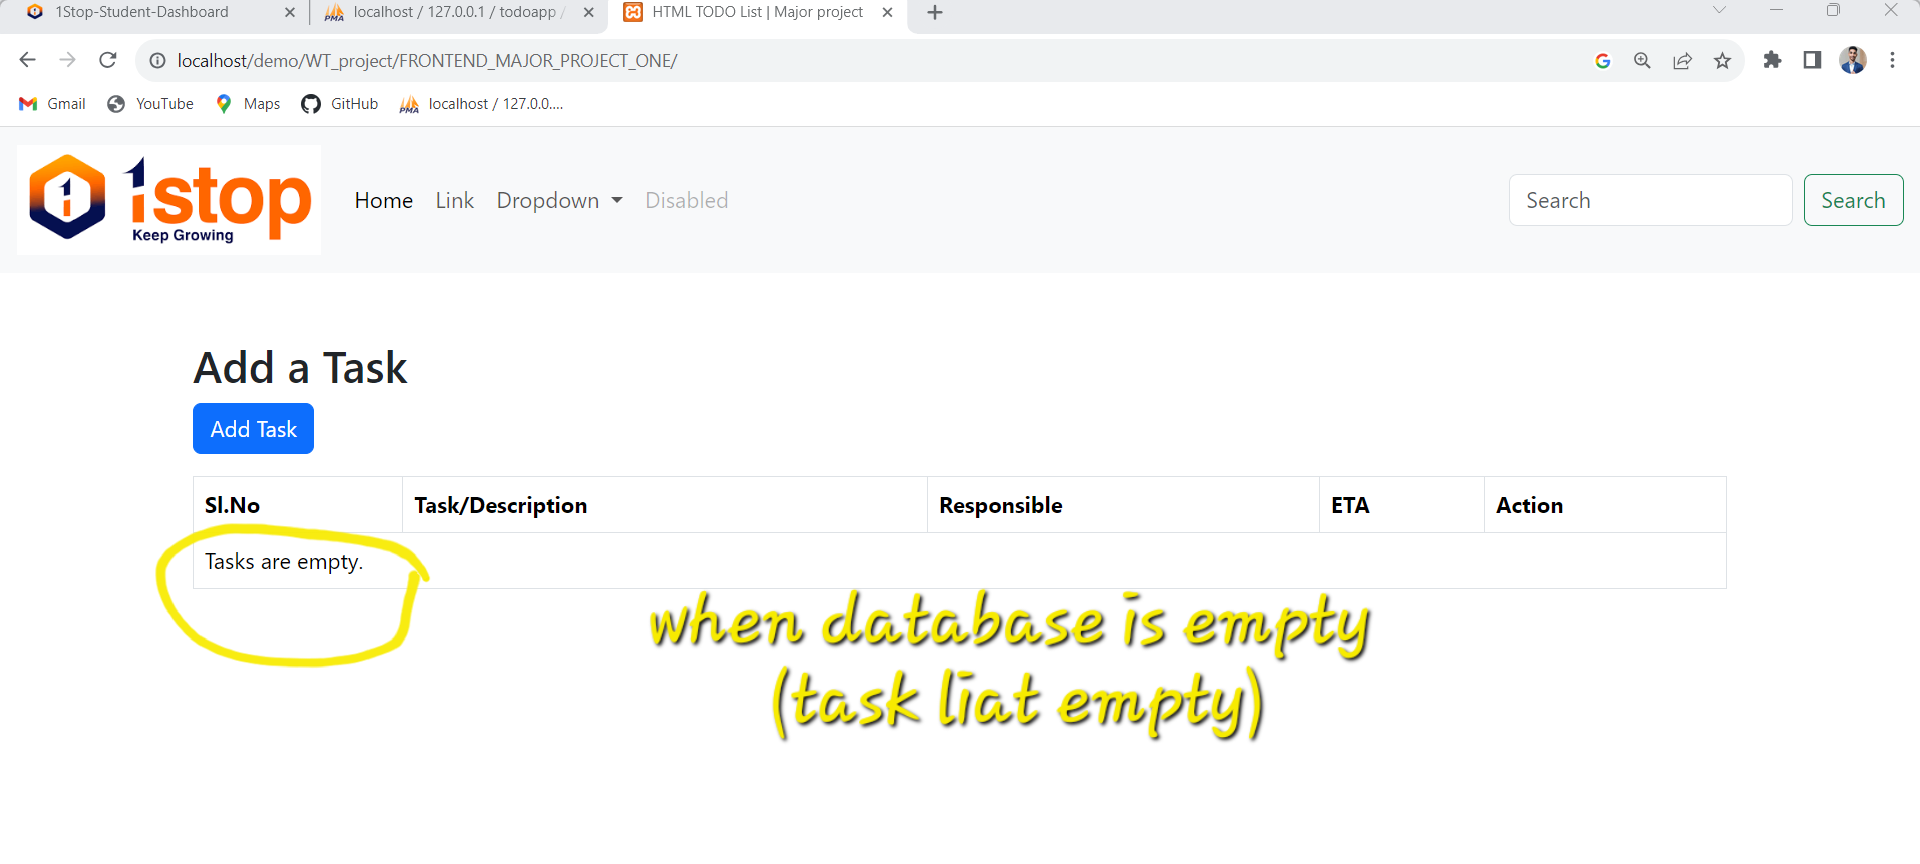 1Stop-Student-Dashboard
localhost / 127.0.0.1 / todoapp /
HTML TODO List | Major project
localhost/demo/WT_project/FRONTEND_MAJOR_PROJECT_ONE/
Gmail YouTube Maps GitHub localhost / 127.0.0....
1stop
Keep Growing
Home Link Dropdown Disabled Search Search
Add a Task
Add Task
Sl.No Task/Description Responsible ETA Action
Tasks are empty.
when database is empty
(task liat empty)